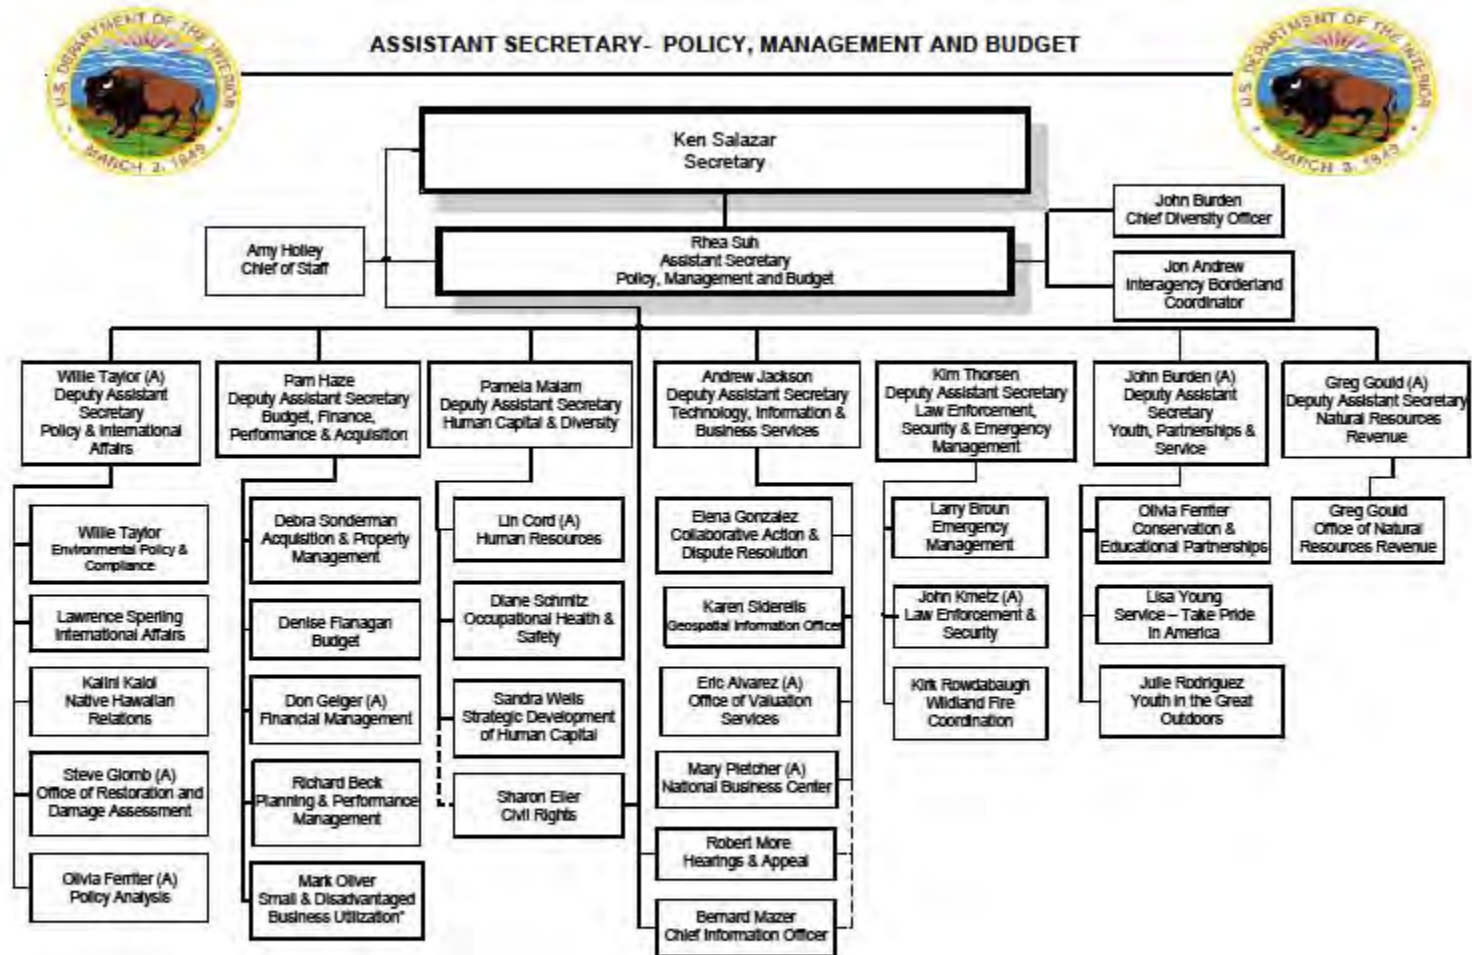 U.S. DEPARTMENT OF THE INTERIOR
MARCH 3, 1849
ASSISTANT SECRETARY- POLICY, MANAGEMENT AND BUDGET
U.S. DEPARTMENT OF THE INTERIOR
MARCH 3, 1849
Ken Salazar
Secretary
Amy Holley
Chief of Staff
Rhea Suh
Assistant Secretary
Policy, Management and Budget
John Burden
Chief Diversity Officer
Jon Andrew
Interagency Borderland
Coordinator
Willie Taylor (A)
Deputy Assistant
Secretary
Policy & International
Affairs
Willie Taylor
Environmental Policy &
Compliance
Lawrence Sperling
International Affairs
Kalini Kaloi
Native Hawaiian
Relations
Steve Glomb (A)
Office of Restoration and
Damage Assessment
Olivia Ferriter (A)
Policy Analysis
Pam Haze
Deputy Assistant Secretary
Budget, Finance,
Performance & Acquisition
Debra Sonderman
Acquisition & Property
Management
Denise Flanagan
Budget
Don Geiger (A)
Financial Management
Richard Beck
Planning & Performance
Management
Mark Oliver
Small & Disadvantaged
Business Utilization"
Pamela Malam
Deputy Assistant Secretary
Human Capital & Diversity
Lin Cord (A)
Human Resources
Diane Schmitz
Occupational Health &
Safety
Sandra Wells
Strategic Development
of Human Capital
Sharon Eller
Civil Rights
Andrew Jackson
Deputy Assistant Secretary
Technology, Information &
Business Services
Elena Gonzalez
Collaborative Action &
Dispute Resolution
Karen Siderelis
Geospatial Information Officer
Eric Alvarez (A)
Office of Valuation
Services
Mary Pletcher (A)
National Business Center
Robert More
Hearings & Appeal
Bernard Mazer
Chief Information Officer
Kim Thorsen
Deputy Assistant Secretary
Law Enforcement,
Security & Emergency
Management
Larry Broun
Emergency
Management
John Kmetz (A)
Law Enforcement &
Security
Kirk Rowdabaugh
Wildland Fire
Coordination
John Burden (A)
Deputy Assistant
Secretary
Youth, Partnerships &
Service
Olivia Ferriter
Conservation &
Educational Partnerships
Lisa Young
Service – Take Pride
in America
Julie Rodriguez
Youth in the Great
Outdoors
Greg Gould (A)
Deputy Assistant Secretary
Natural Resources
Revenue
Greg Gould
Office of Natural
Resources Revenue